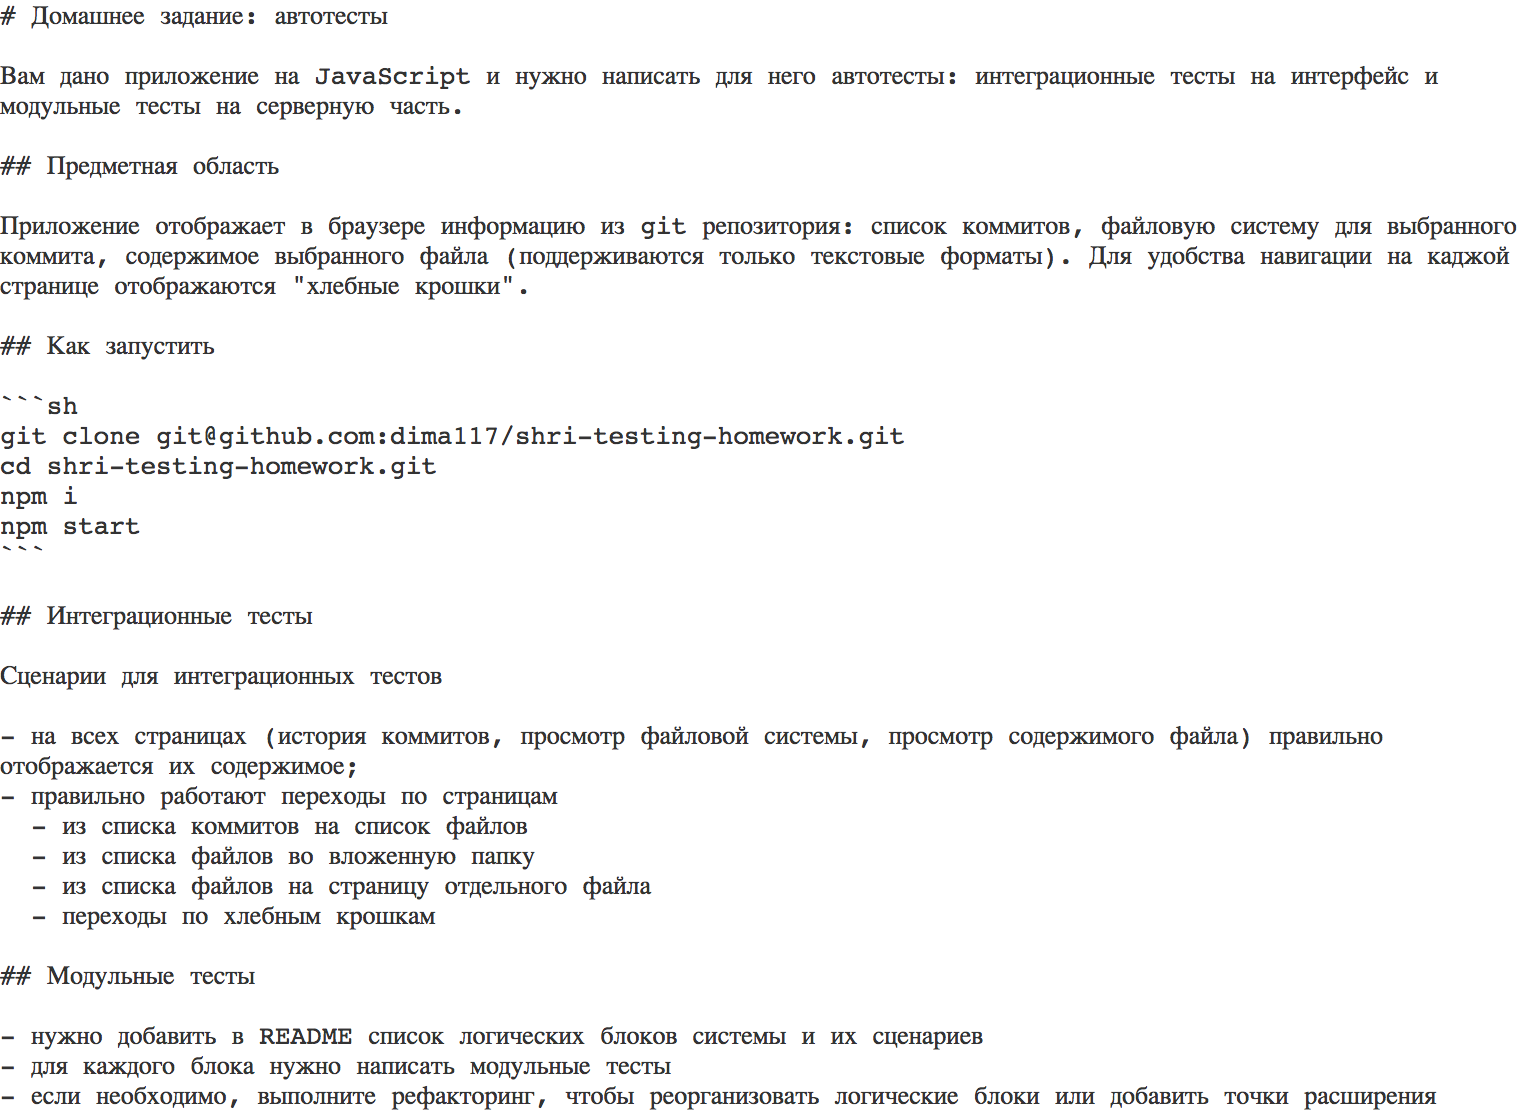 # Домашнее задание: автотесты
Вам дано приложение на JavaScript и нужно написать для него автотесты: интеграционные тесты на интерфейс и
модульные тесты на серверную часть.
## Предметная область
Приложение отображает в браузере информацию из git репозитория: список коммитов, файловую систему для выбранного
коммита, содержимое выбранного файла (поддерживаются только текстовые форматы). Для удобства навигации на каджой
странице отображаются "хлебные крошки".
## Как запустить
```sh
git clone git@github.com:dima117/shri-testing-homework.git
cd shri-testing-homework.git
npm i
npm start
```
## Интеграционные тесты
Сценарии для интеграционных тестов
- на всех страницах (история коммитов, просмотр файловой системы, просмотр содержимого файла) правильно
отображается их содержимое;
- правильно работают переходы по страницам
  - из списка коммитов на список файлов
  - из списка файлов во вложенную папку
  - из списка файлов на страницу отдельного файла
  - переходы по хлебным крошкам
## Модульные тесты
- нужно добавить в README список логических блоков системы и их сценариев
- для каждого блока нужно написать модульные тесты
- если необходимо, выполните рефакторинг, чтобы реорганизовать логические блоки или добавить точки расширения